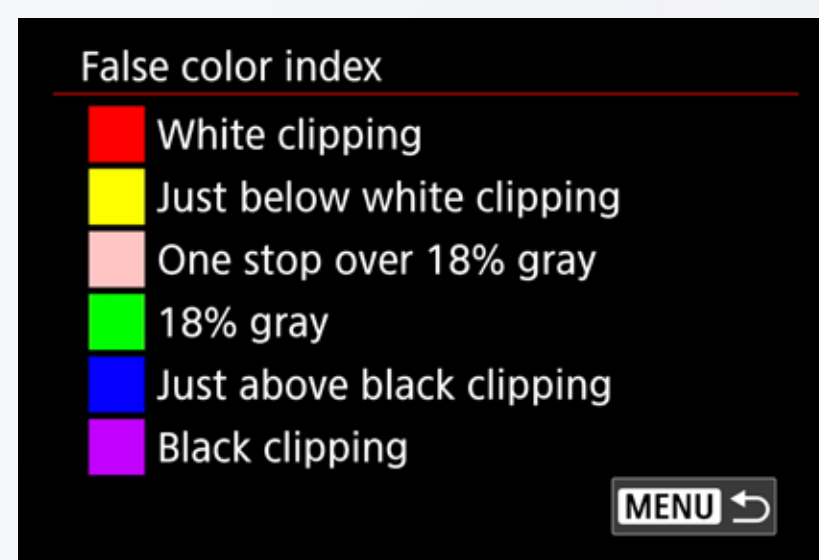 False color index
White clipping
Just below white clipping
One stop over 18% gray
18% gray
Just above black clipping
Black clipping
MENU